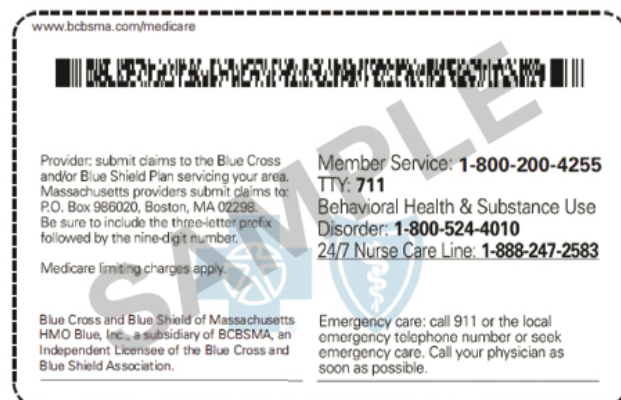 www.bcbsma.com/medicare
Provider: submit claims to the Blue Cross
and/or Blue Shield Plan servicing your area.
Massachusetts providers submit claims to:
P.O. Box 986020, Boston, MA 02298.
Be sure to include the three-letter prefix
followed by the nine-digit number.
Medicare limiting charges apply.
Blue Cross and Blue Shield of Massachusetts
HMO Blue, Inc., a subsidiary of BCBSMA, an
Independent Licensee of the Blue Cross and
Blue Shield Association.
Member Service: 1-800-200-4255
TTY: 711
Behavioral Health & Substance Use
Disorder: 1-800-524-4010
24/7 Nurse Care Line: 1-888-247-2583
Emergency care: call 911 or the local
emergency telephone number or seek
emergency care. Call your physician as
soon as possible.
SAMPLE